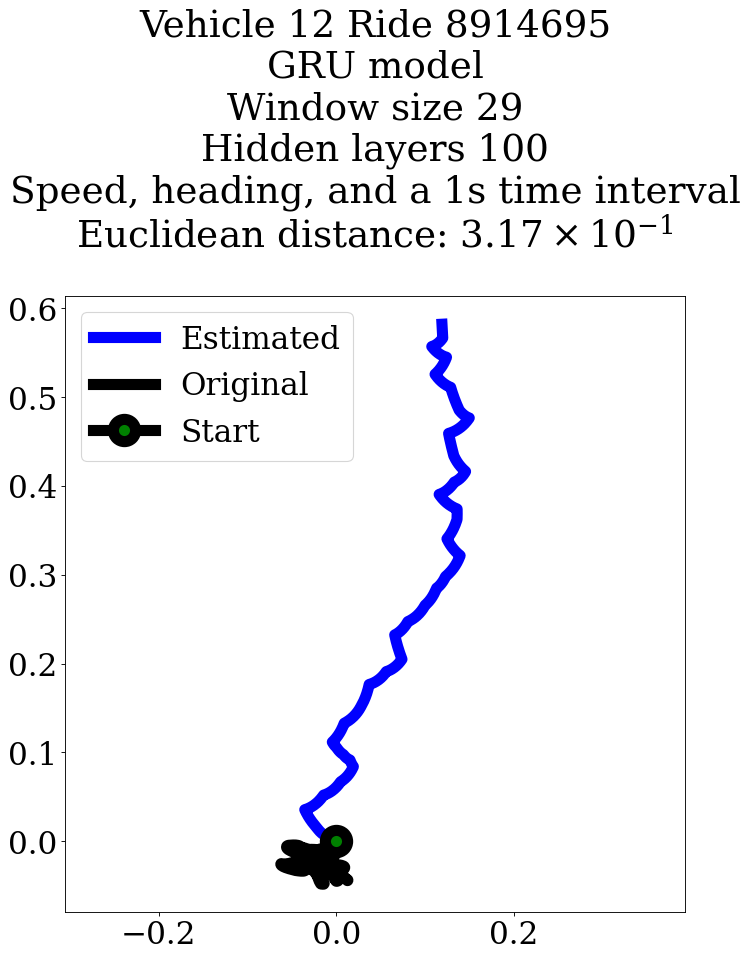 Vehicle 12 Ride 8914695
GRU model
Window size 29
Hidden layers 100
Speed, heading, and a 1s time interval
Euclidean distance: 3.17 × 10⁻¹
Estimated
Original
Start
0.6
0.5
0.4
0.3
0.2
0.1
0.0
−0.2 0.0 0.2